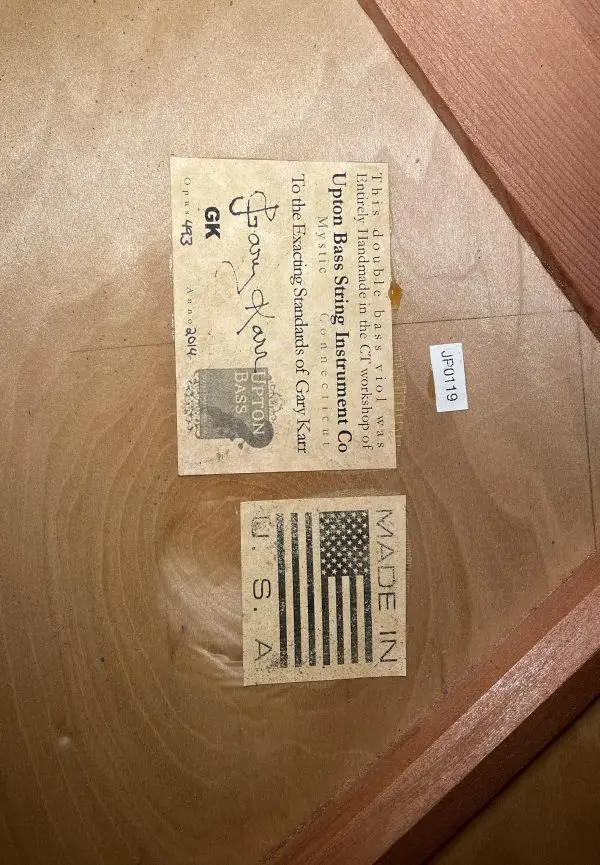 This double bass viol was
Entirely Handmade in the CT workshop of
Upton Bass String Instrument Co
Mystic Connecticut
To the Exacting Standards of Gary Karr
Gary Karr
GK
UPTON
BASS
Opus 493 Anno 2014
JP0119
MADE IN
U.S.A